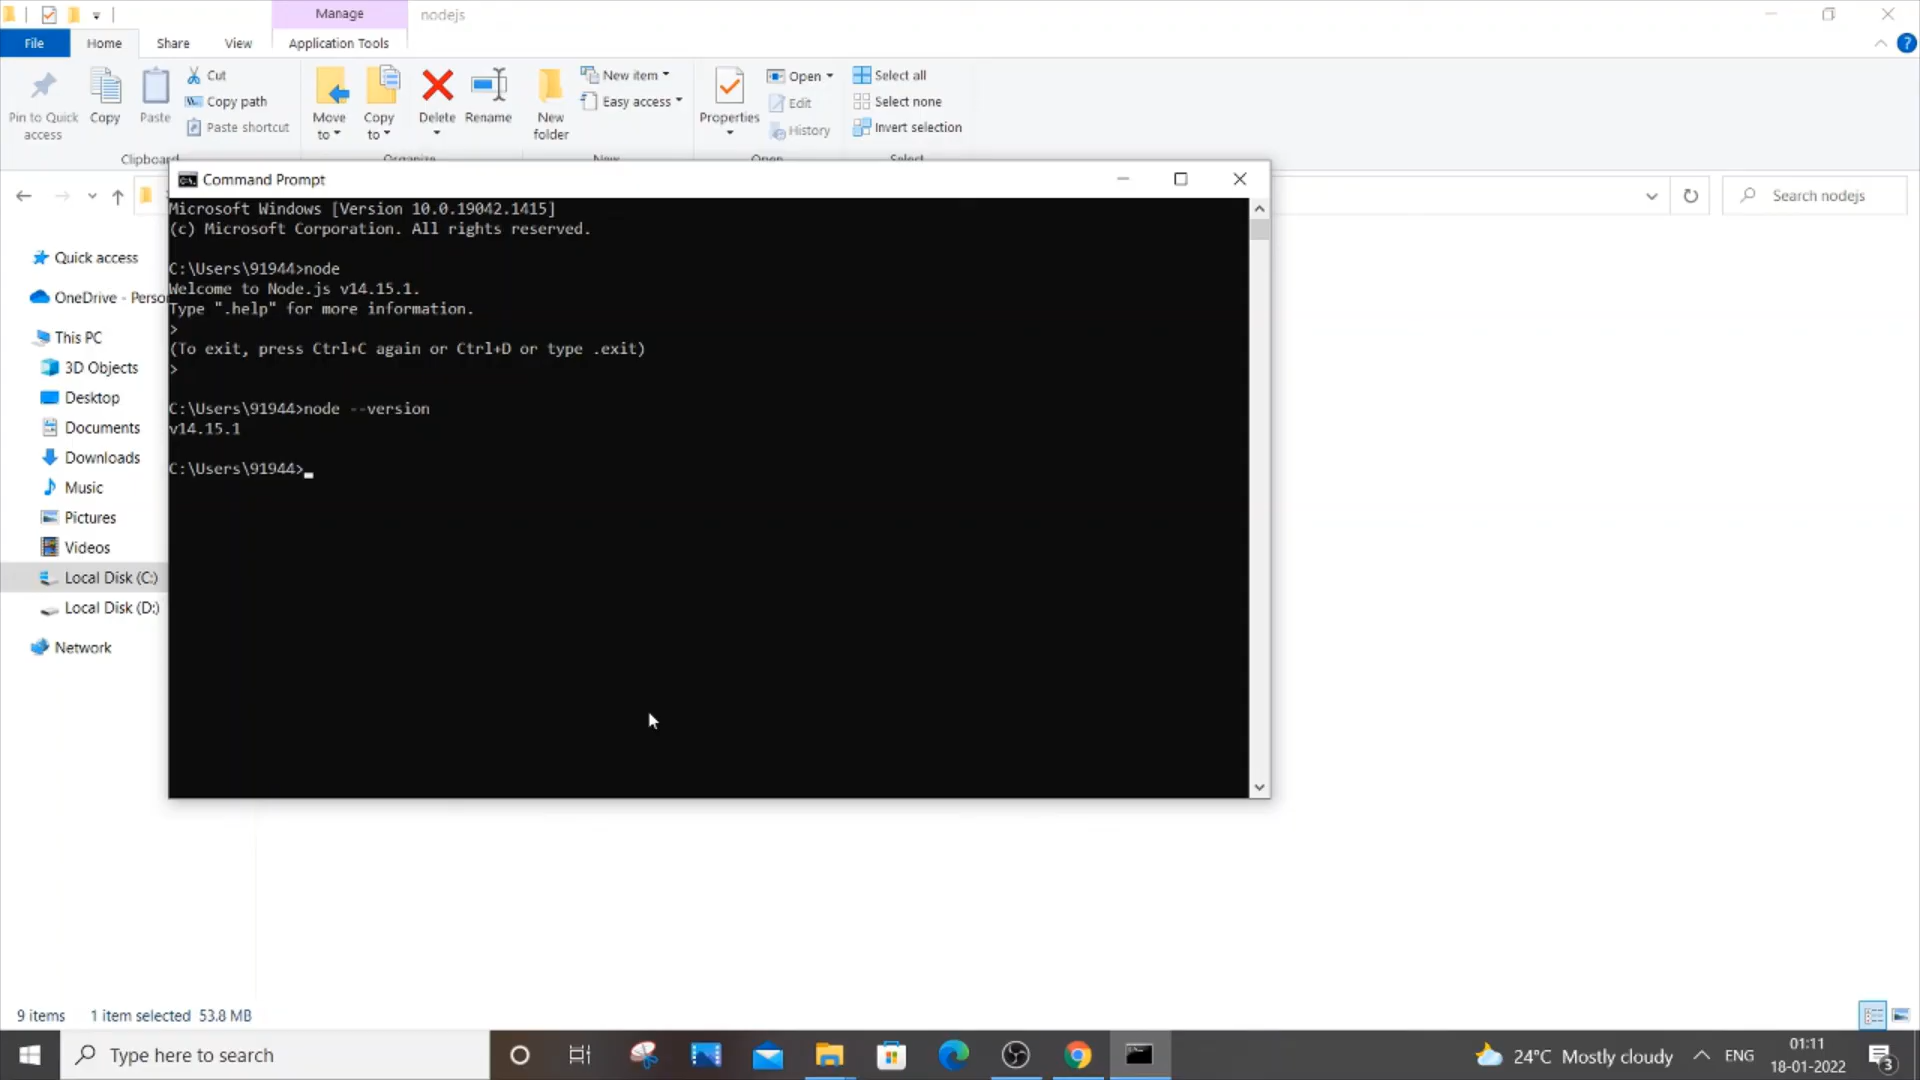 Manage
nodejs
File
Home
Share
View
Application Tools
Pin to Quick access
Copy
Paste
Cut
Copy path
Paste shortcut
Move to
Copy to
Delete
Rename
New folder
New item
Easy access
Properties
Open
Edit
History
Select all
Select none
Invert selection
Clipboard
Organize
New
Open
Select
Command Prompt
Search nodejs
Microsoft Windows [Version 10.0.19042.1415]
(c) Microsoft Corporation. All rights reserved.
C:\Users\91944>node
Welcome to Node.js v14.15.1.
Type ".help" for more information.
>
(To exit, press Ctrl+C again or Ctrl+D or type .exit)
>
C:\Users\91944>node --version
v14.15.1
C:\Users\91944>
Quick access
OneDrive - Perso
This PC
3D Objects
Desktop
Documents
Downloads
Music
Pictures
Videos
Local Disk (C:)
Local Disk (D:)
Network
9 items
1 item selected 53.8 MB
Type here to search
24°C Mostly cloudy
ENG
01:11
18-01-2022
3